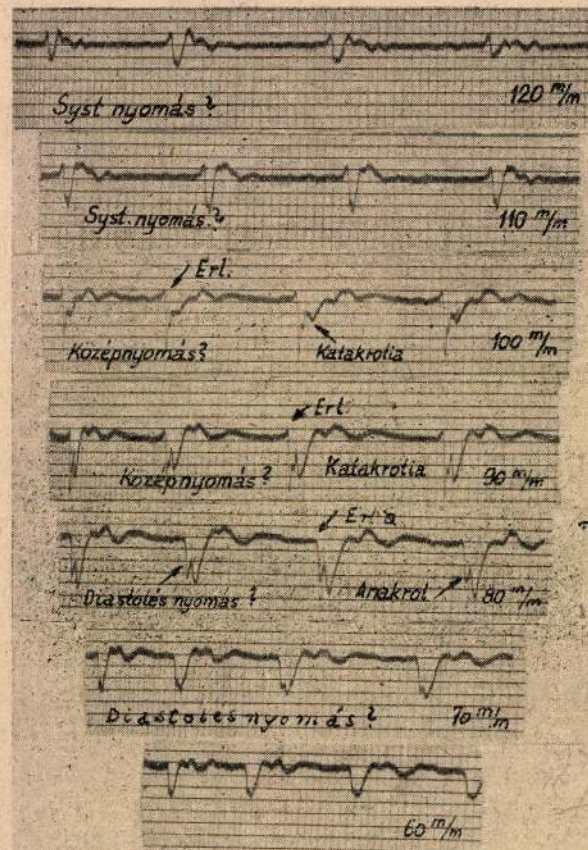 Syst nyomás? 120 m/m
Syst. nyomás? 110 m/m
Erl.
Középnyomás? Katakrotia 100 m/m
Erl.
Középnyomás? Katakrotia 90 m/m
Erl a
Diastolés nyomás? Anakrot 80 m/m
Diastolés nyomás? 70 m/m
60 m/m